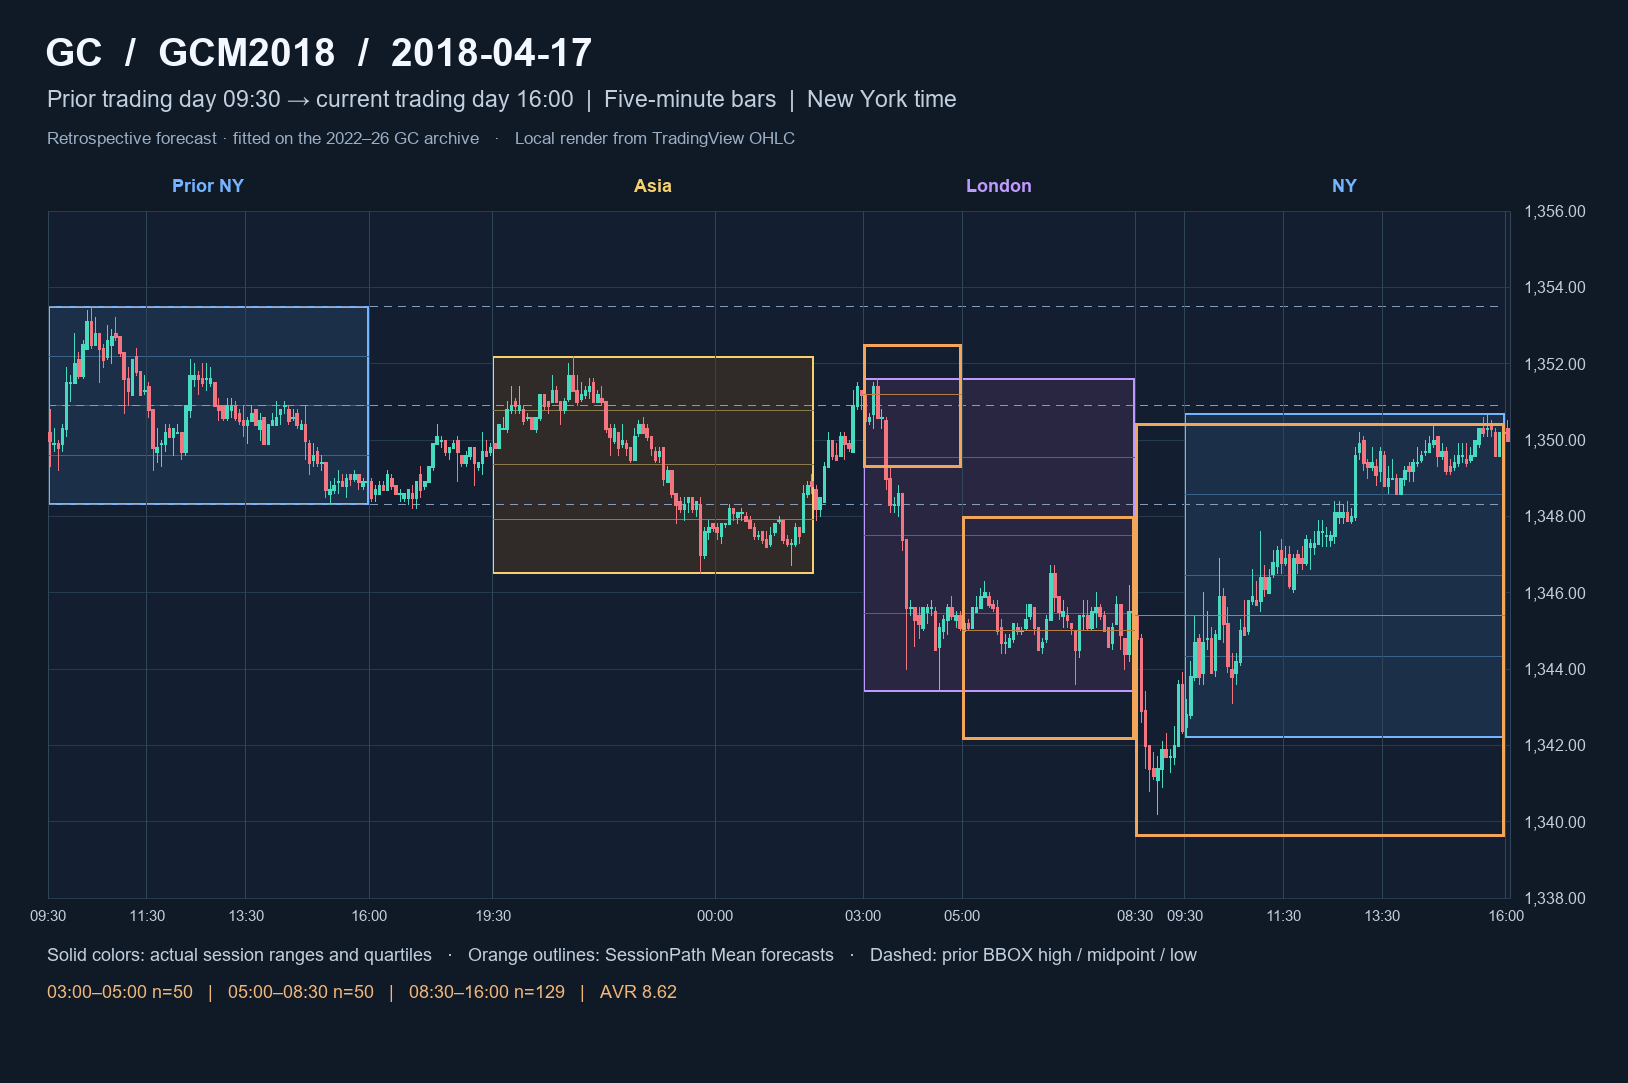 GC / GCM2018 / 2018-04-17
Prior trading day 09:30 → current trading day 16:00 | Five-minute bars | New York time
Retrospective forecast · fitted on the 2022–26 GC archive · Local render from TradingView OHLC
Prior NY Asia London NY
1,356.00
1,354.00
1,352.00
1,350.00
1,348.00
1,346.00
1,344.00
1,342.00
1,340.00
1,338.00
09:30 11:30 13:30 16:00 19:30 00:00 03:00 05:00 08:30 09:30 11:30 13:30 16:00
Solid colors: actual session ranges and quartiles · Orange outlines: SessionPath Mean forecasts · Dashed: prior BBOX high / midpoint / low
03:00–05:00 n=50 | 05:00–08:30 n=50 | 08:30–16:00 n=129 | AVR 8.62